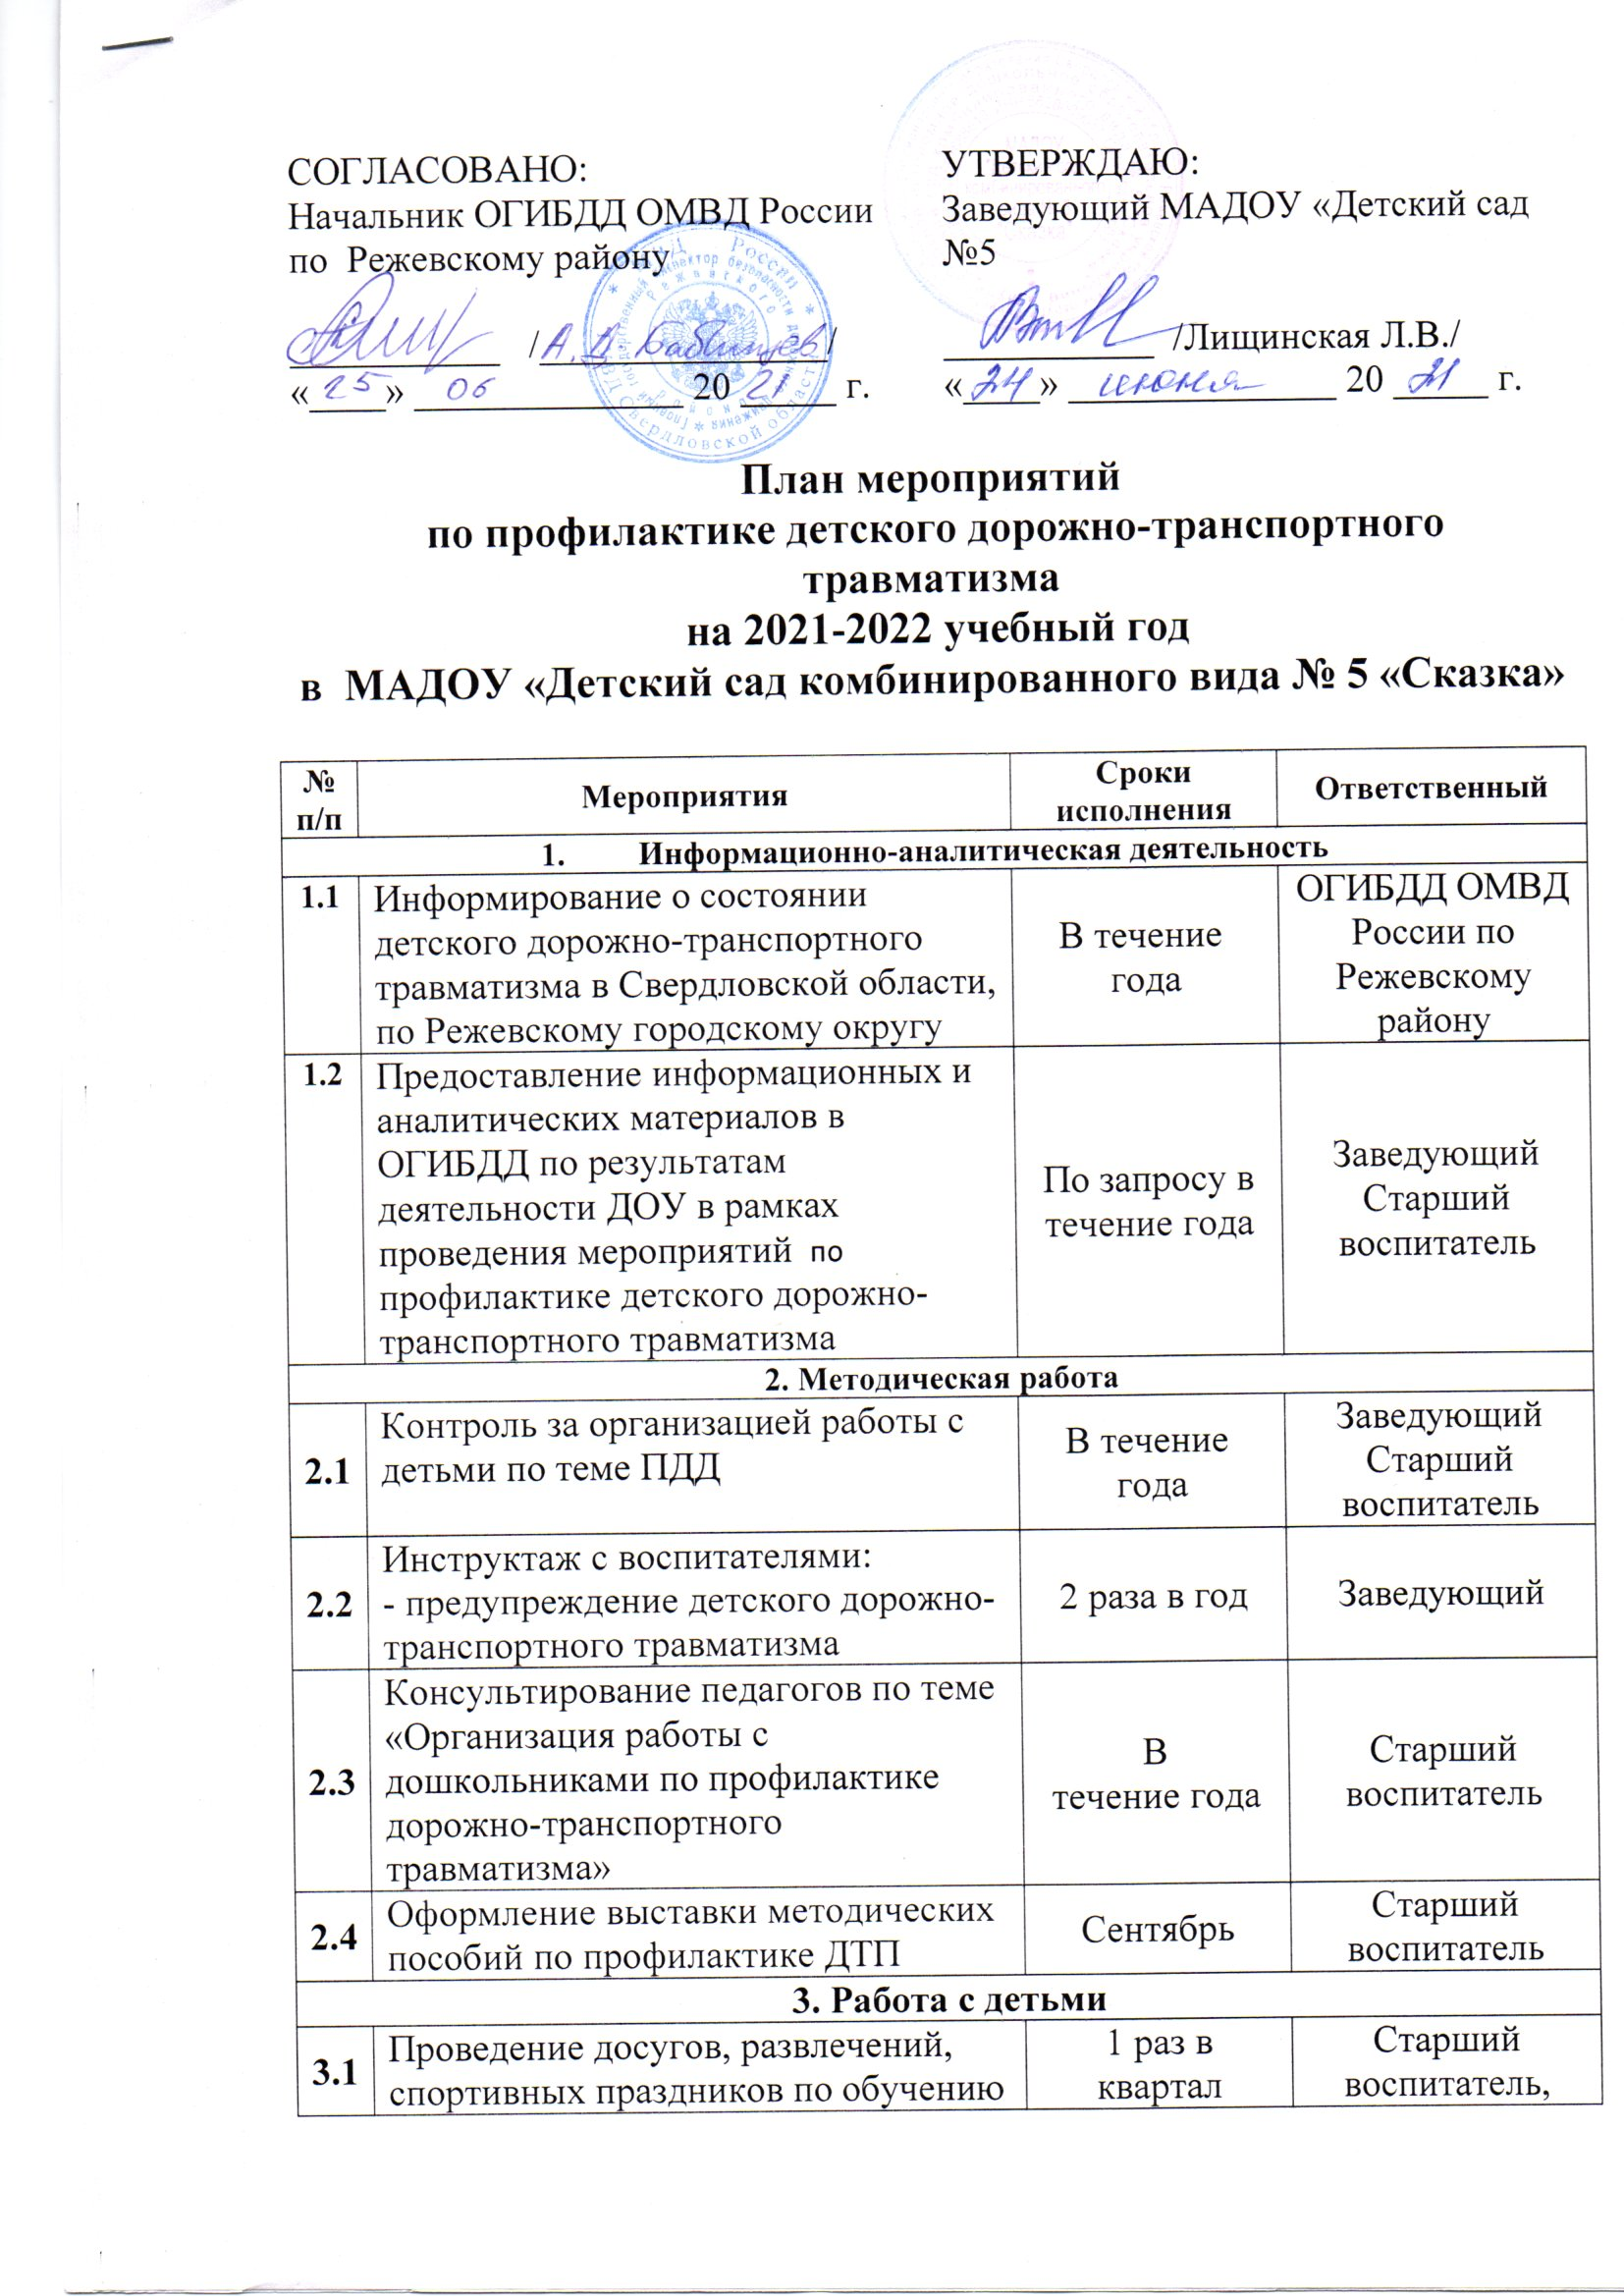 СОГЛАСОВАНО:
Начальник ОГИБДД ОМВД России
по Режевскому району
/А.В. /
«25» 06 2021 г.
УТВЕРЖДАЮ:
Заведующий МАДОУ «Детский сад
№5
/Лищинская Л.В./
«24» июня 2021 г.
План мероприятий
по профилактике детского дорожно-транспортного
травматизма
на 2021-2022 учебный год
в МАДОУ «Детский сад комбинированного вида № 5 «Сказка»
№
п/п
Мероприятия
Сроки
исполнения
Ответственный
1. Информационно-аналитическая деятельность
1.1
Информирование о состоянии
детского дорожно-транспортного
травматизма в Свердловской области,
по Режевскому городскому округу
В течение
года
ОГИБДД ОМВД
России по
Режевскому
району
1.2
Предоставление информационных и
аналитических материалов в
ОГИБДД по результатам
деятельности ДОУ в рамках
проведения мероприятий по
профилактике детского дорожно-
транспортного травматизма
По запросу в
течение года
Заведующий
Старший
воспитатель
2. Методическая работа
2.1
Контроль за организацией работы с
детьми по теме ПДД
В течение
года
Заведующий
Старший
воспитатель
2.2
Инструктаж с воспитателями:
- предупреждение детского дорожно-
транспортного травматизма
2 раза в год
Заведующий
2.3
Консультирование педагогов по теме
«Организация работы с
дошкольниками по профилактике
дорожно-транспортного
травматизма»
В
течение года
Старший
воспитатель
2.4
Оформление выставки методических
пособий по профилактике ДТП
Сентябрь
Старший
воспитатель
3. Работа с детьми
3.1
Проведение досугов, развлечений,
спортивных праздников по обучению
1 раз в
квартал
Старший
воспитатель,